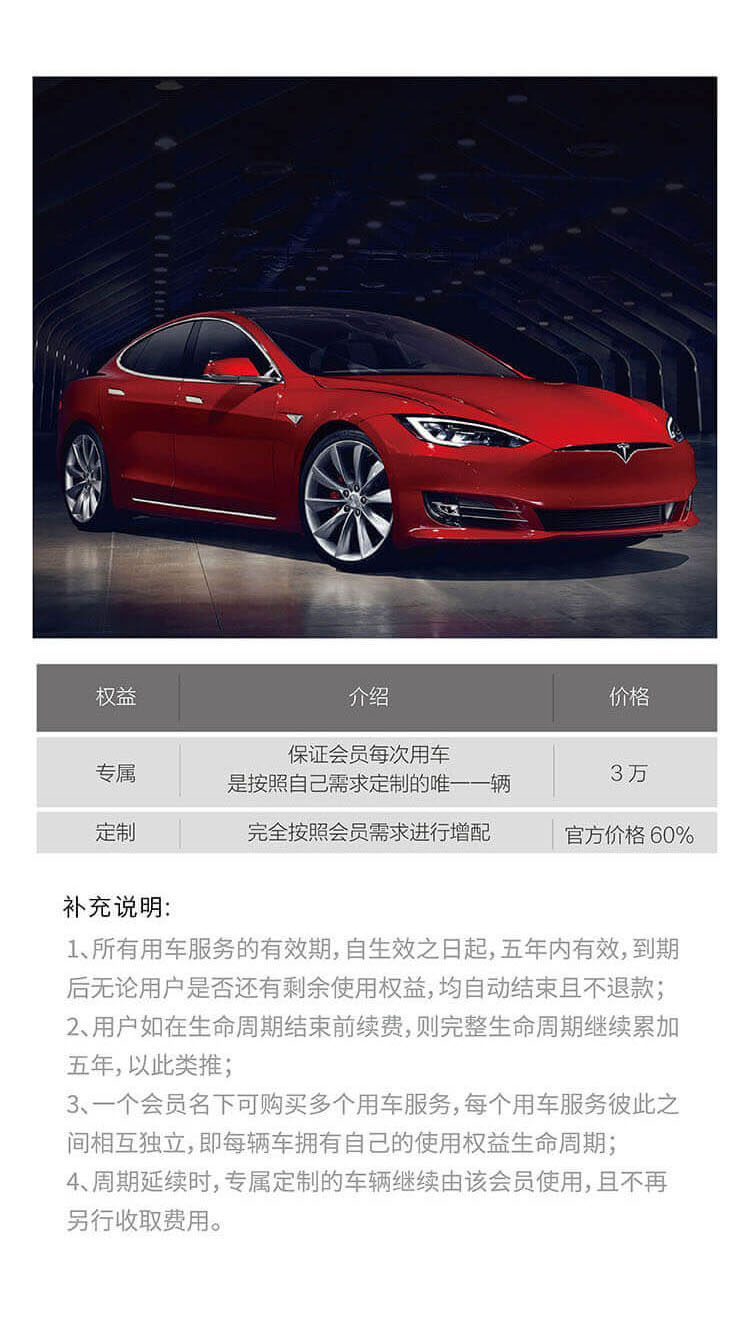 权益 介绍 价格
专属 保证会员每次用车 3万
是按照自己需求定制的唯一一辆
定制 完全按照会员需求进行增配 官方价格 60%
补充说明:
1、所有用车服务的有效期,自生效之日起,五年内有效,到期
后无论用户是否还有剩余使用权益,均自动结束且不退款;
2、用户如在生命周期结束前续费,则完整生命周期继续累加
五年,以此类推;
3、一个会员名下可购买多个用车服务,每个用车服务彼此之
间相互独立,即每辆车拥有自己的使用权益生命周期;
4、周期延续时,专属定制的车辆继续由该会员使用,且不再
另行收取费用。